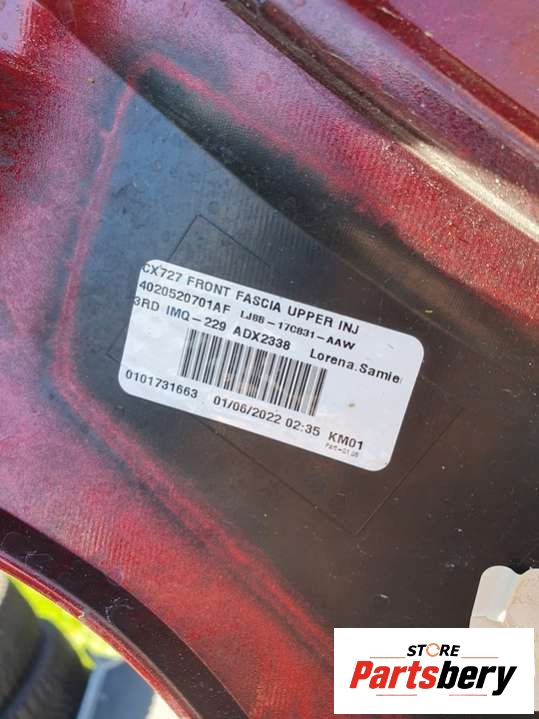 CX727 FRONT FASCIA UPPER INJ
4020520701AF LJ8B-17C831-AAW
3RD IMQ-229 ADX2338 Lorena.Samie
0101731663 01/06/2022 02:35 KM01
STORE
Partsbery